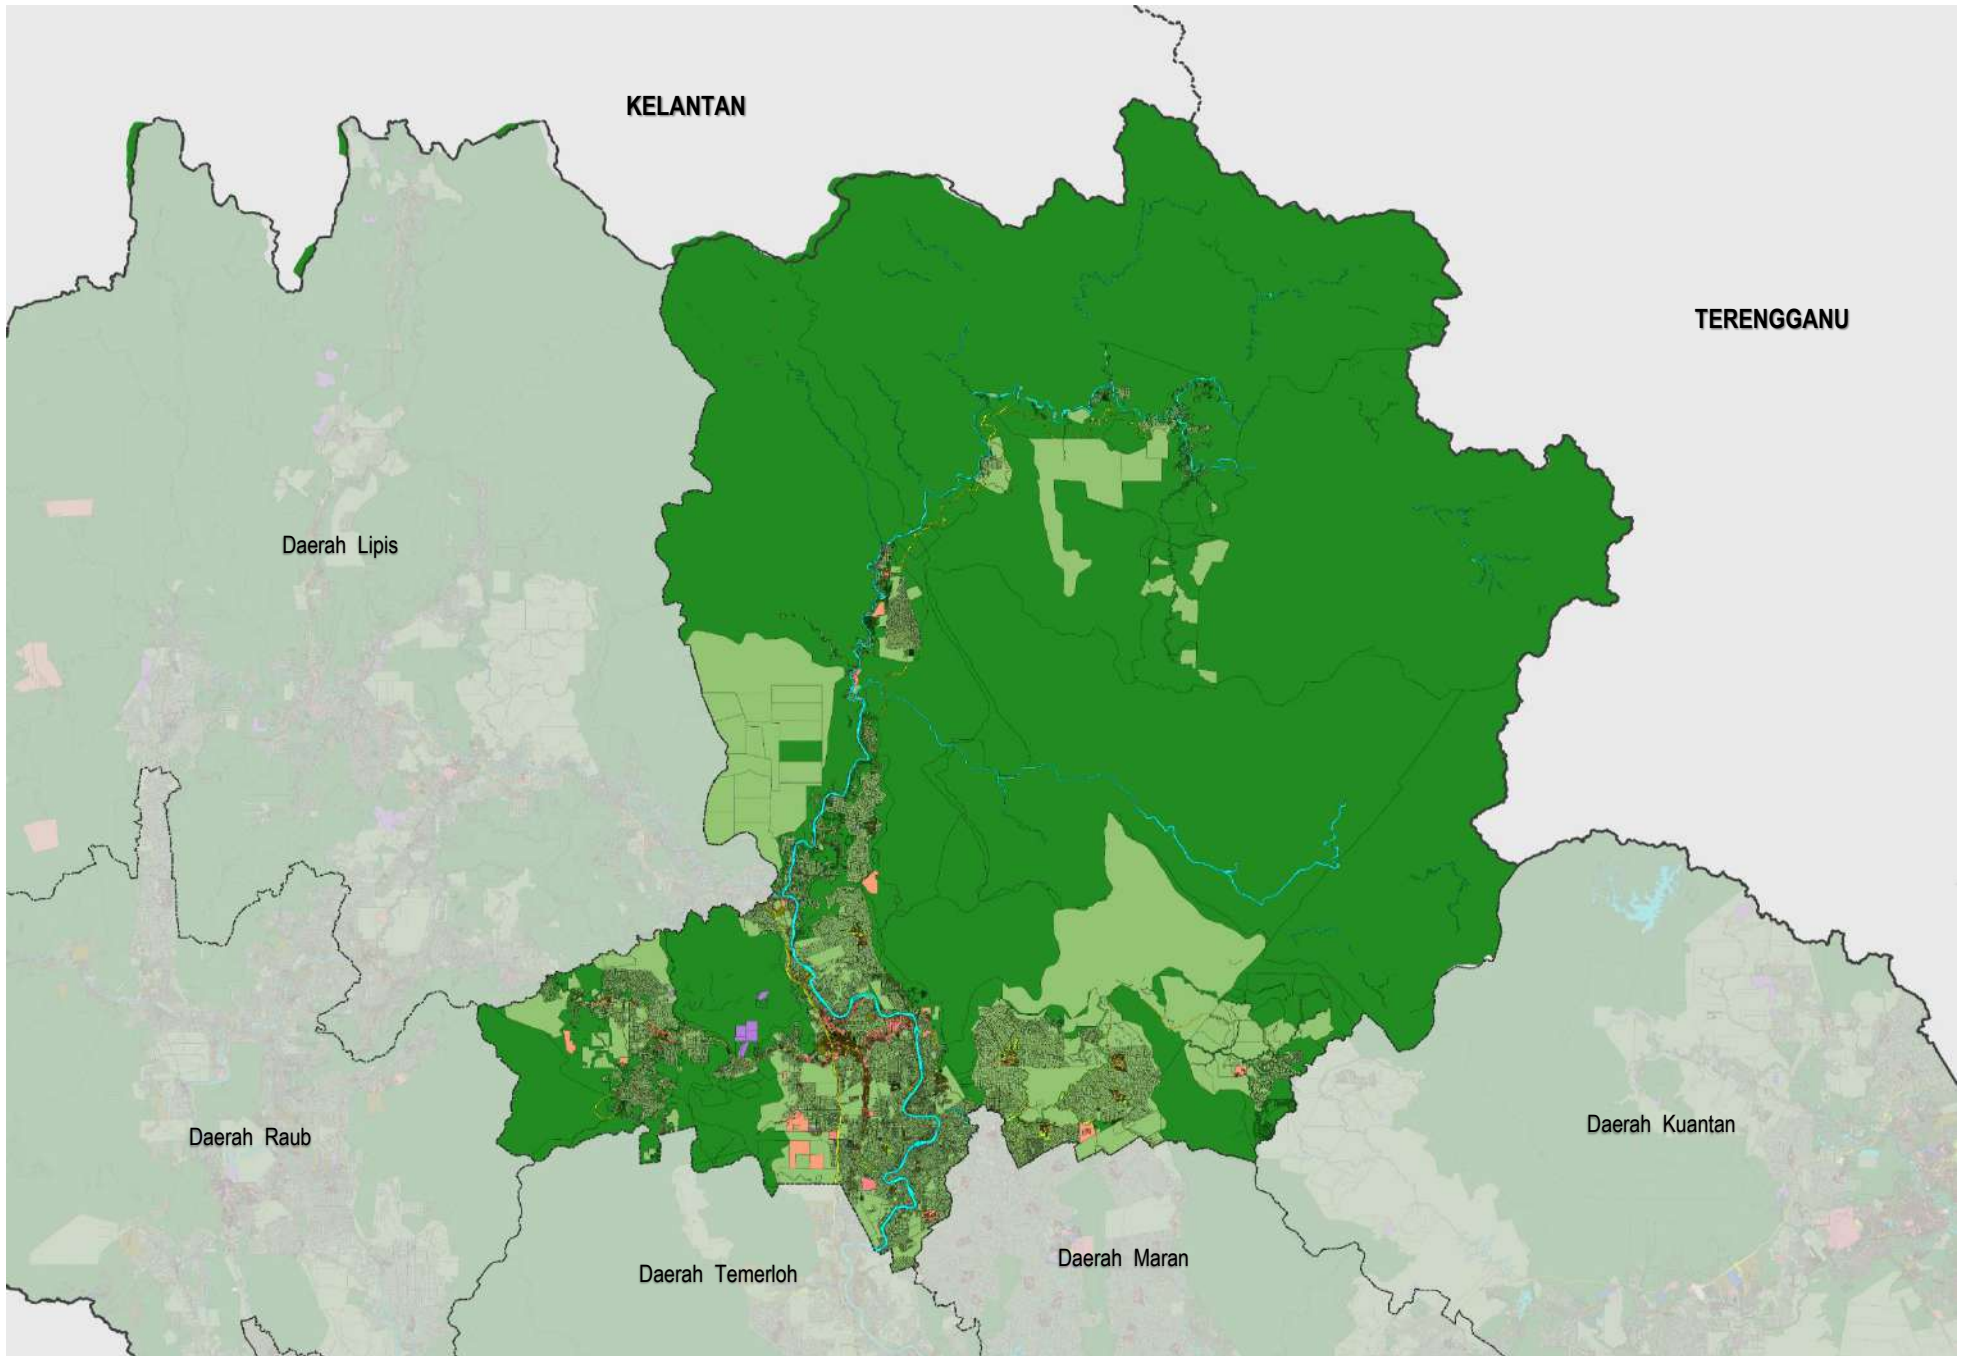 KELANTAN
TERENGGANU
Daerah Lipis
Daerah Raub
Daerah Kuantan
Daerah Temerloh
Daerah Maran